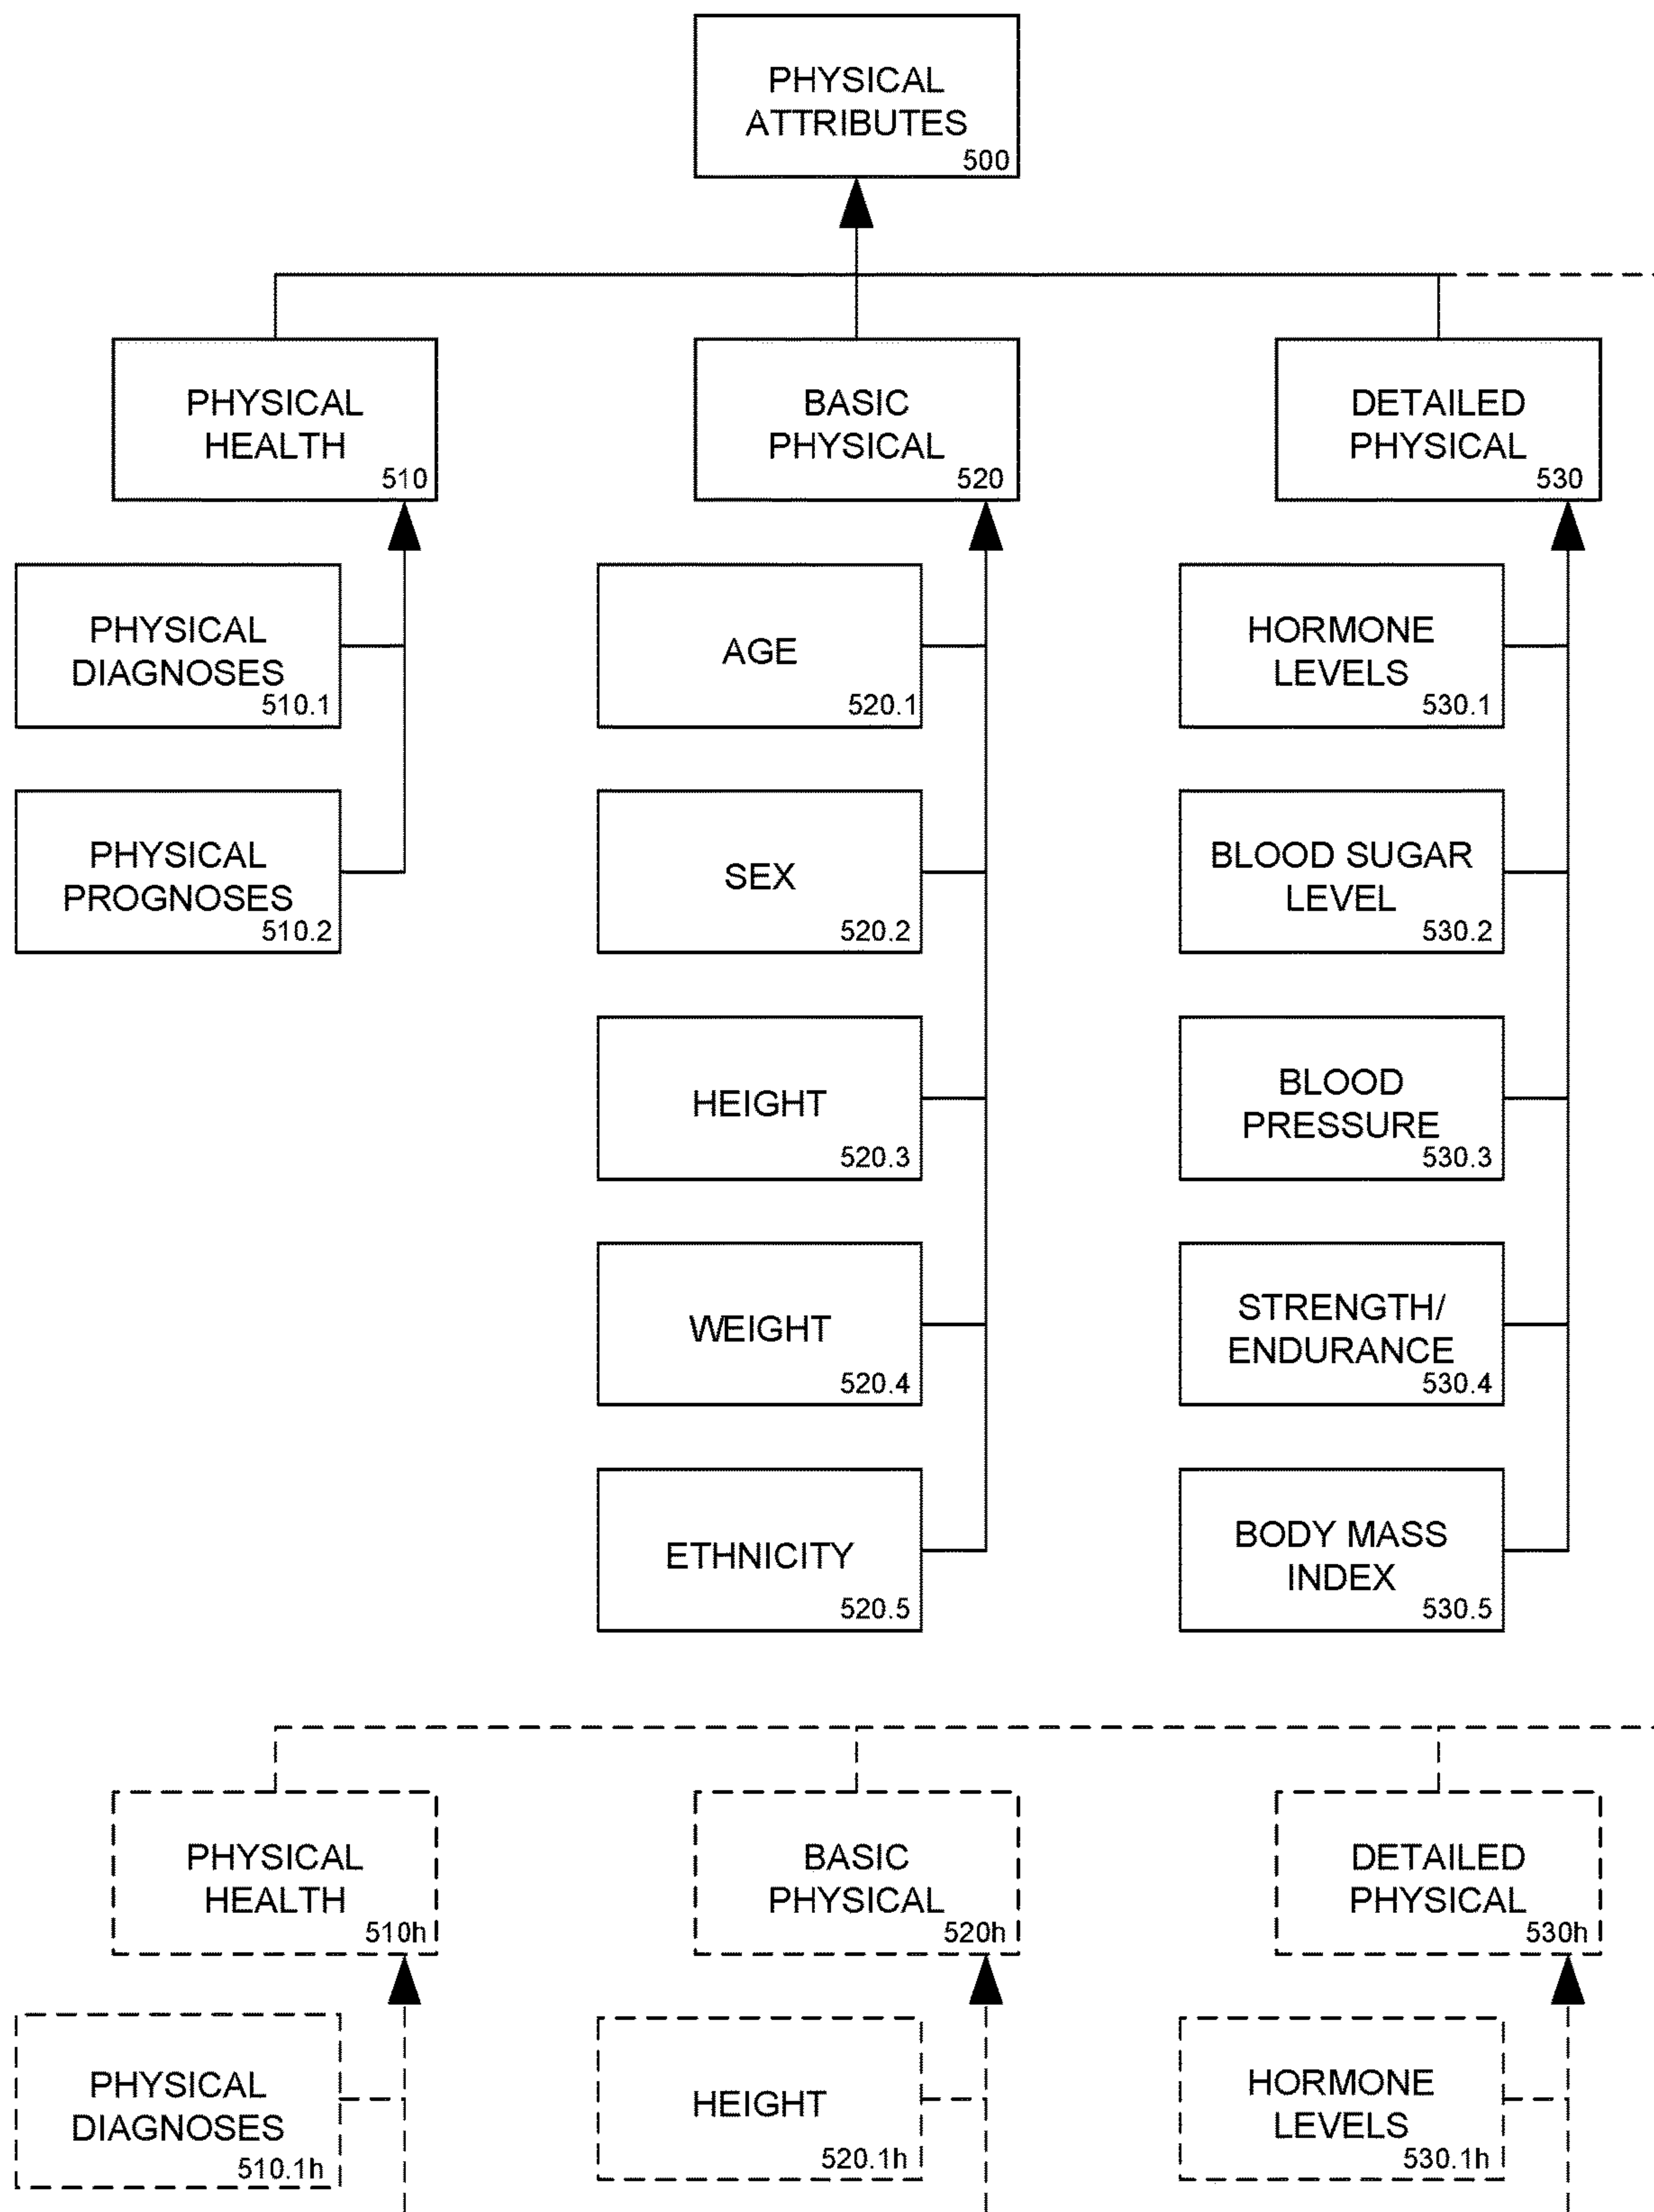 PHYSICAL
ATTRIBUTES
500
PHYSICAL
HEALTH
510
BASIC
PHYSICAL
520
DETAILED
PHYSICAL
530
PHYSICAL
DIAGNOSES
510.1
AGE
520.1
HORMONE
LEVELS
530.1
PHYSICAL
PROGNOSES
510.2
SEX
520.2
BLOOD SUGAR
LEVEL
530.2
HEIGHT
520.3
BLOOD
PRESSURE
530.3
WEIGHT
520.4
STRENGTH/
ENDURANCE
530.4
ETHNICITY
520.5
BODY MASS
INDEX
530.5
PHYSICAL
HEALTH
510h
BASIC
PHYSICAL
520h
DETAILED
PHYSICAL
530h
PHYSICAL
DIAGNOSES
510.1h
HEIGHT
520.1h
HORMONE
LEVELS
530.1h